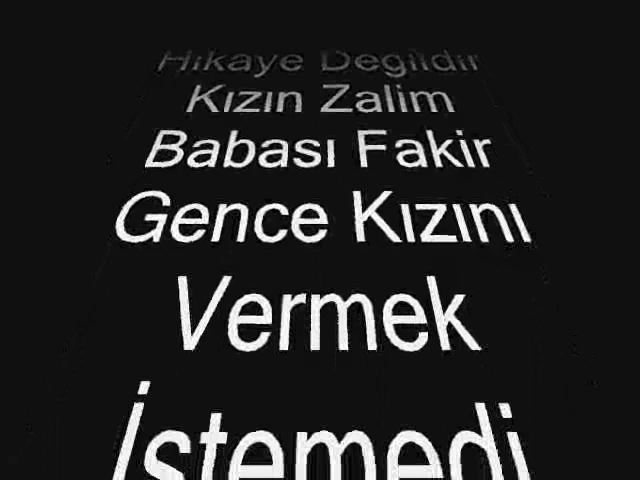 Hikaye Değildir
Kızın Zalim
Babası Fakir
Gence Kızını
Vermek
İstemedi